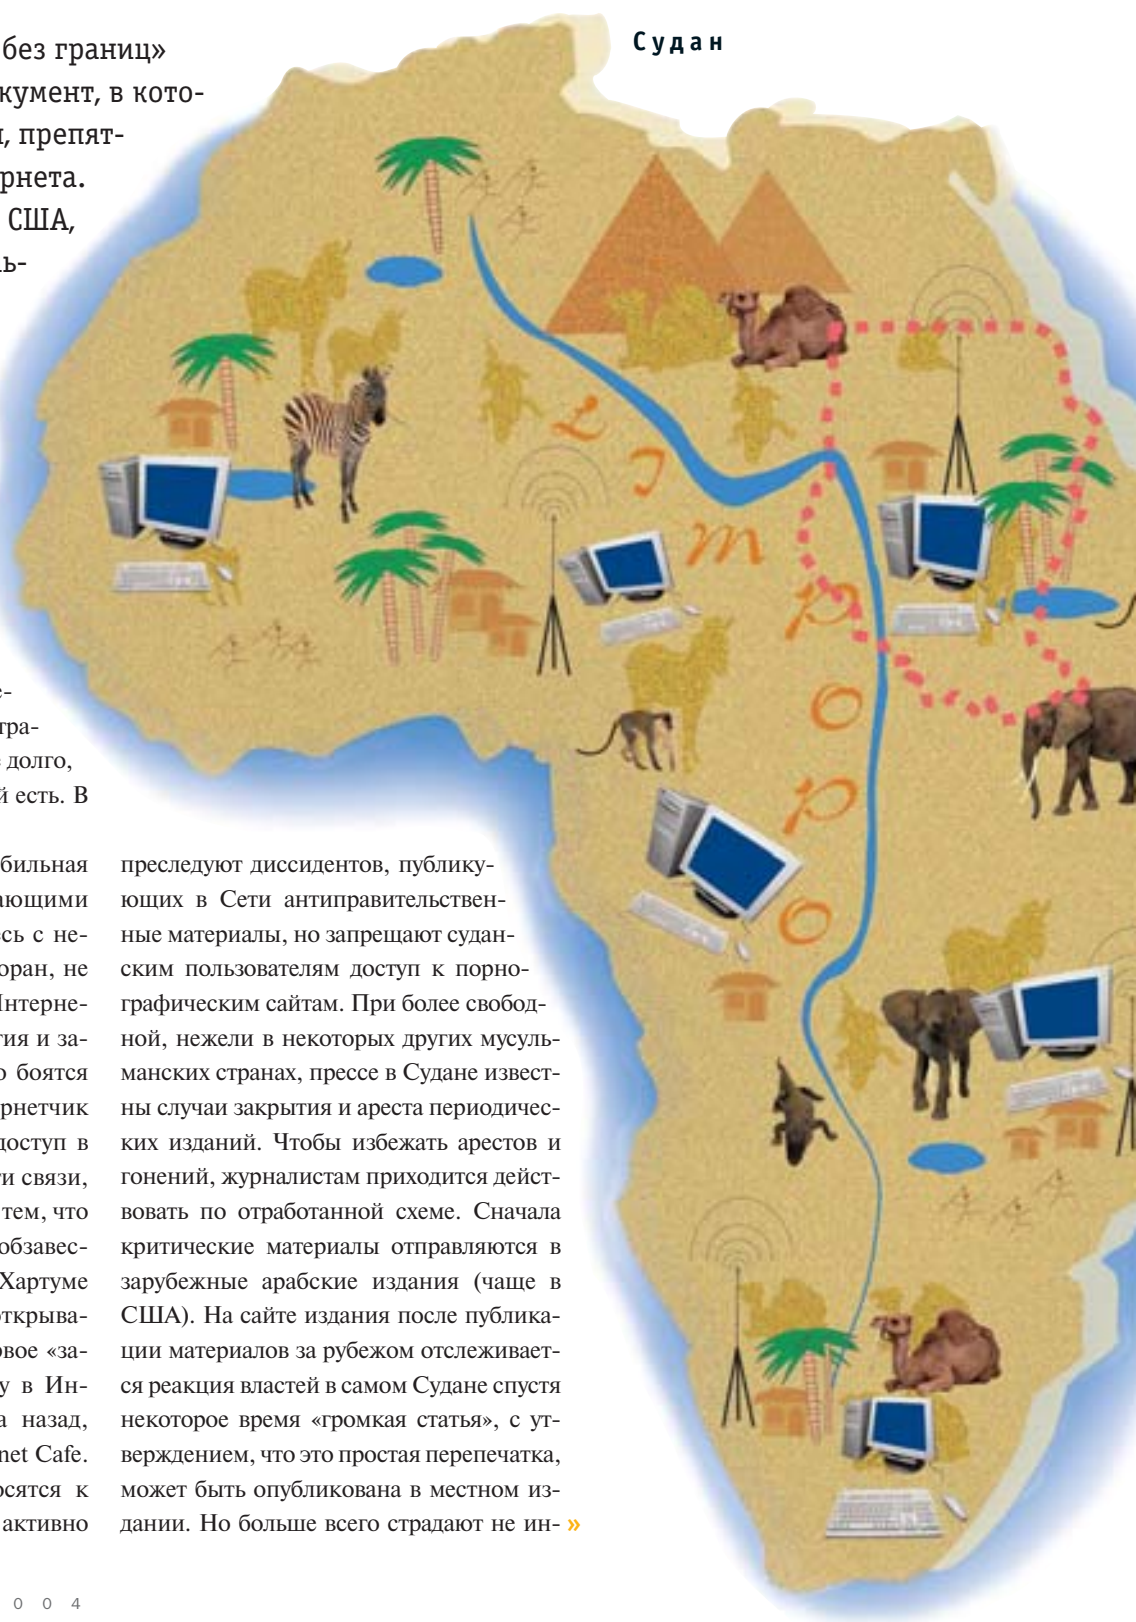 Судан
без границ»
кумент, в кото-
, препят-
рнета.
США,
ь-
е-
тра-
долго,
й есть. В
бильная
ающими
есь с не-
оран, не
Интерне-
тия и за-
о боятся
рнетчик
доступ в
ти связи,
тем, что
обзавес-
Хартуме
открыва-
рвое «за-
у в Ин-
а назад,
net Cafe.
рсятся к
активно
преследуют диссидентов, публику-
ющих в Сети антиправительствен-
ные материалы, но запрещают судан-
ским пользователям доступ к порно-
графическим сайтам. При более свобод-
ной, нежели в некоторых других мусуль-
манских странах, прессе в Судане извест-
ны случаи закрытия и ареста периодичес-
ких изданий. Чтобы избежать арестов и
гонений, журналистам приходится дейст-
вовать по отработанной схеме. Сначала
критические материалы отправляются в
зарубежные арабские издания (чаще в
США). На сайте издания после публика-
ции материалов за рубежом отслеживает-
ся реакция властей в самом Судане спустя
некоторое время «громкая статья», с ут-
верждением, что это простая перепечатка,
может быть опубликована в местном из-
дании. Но больше всего страдают не ин- »
Limpopo
0 0 4